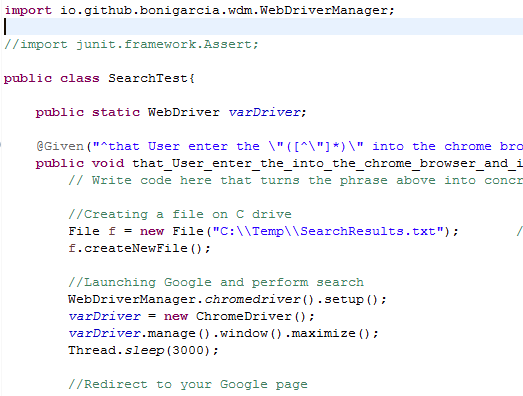 import io.github.bonigarcia.wdm.WebDriverManager;
//import junit.framework.Assert;
public class SearchTest{
public static WebDriver varDriver;
@Given("^that User enter the \"([^\"]*)\" into the chrome bro
public void that_User_enter_the_into_the_chrome_browser_and_i
// Write code here that turns the phrase above into concr
//Creating a file on C drive
File f = new File("C:\\Temp\\SearchResults.txt"); /
f.createNewFile();
//Launching Google and perform search
WebDriverManager.chromedriver().setup();
varDriver = new ChromeDriver();
varDriver.manage().window().maximize();
Thread.sleep(3000);
//Redirect to your Google page